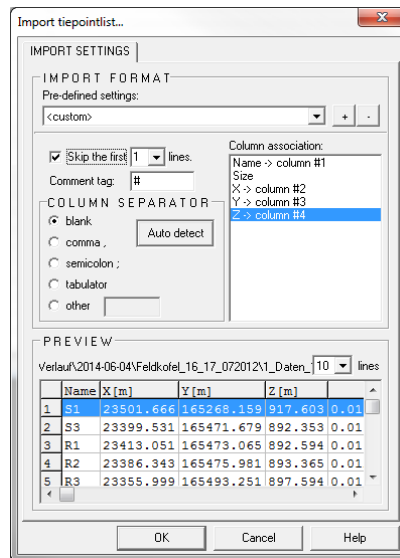 Import tiepointlist...
IMPORT SETTINGS
IMPORT FORMAT
Pre-defined settings:
<custom>
+ -
Skip the first 1 lines.
Comment tag: #
COLUMN SEPARATOR
blank
comma ,
semicolon ;
tabulator
other
Auto detect
Column association:
Name -> column #1
Size
X -> column #2
Y -> column #3
Z -> column #4
PREVIEW
Verlauf\2014-06-04\Feldkofel_16_17_072012\1_Daten_ 10 lines
Name X[m] Y[m] Z[m]
1 S1 23501.666 165268.159 917.603 0.01
2 S3 23399.531 165471.679 892.353 0.01
3 R1 23413.051 165473.065 892.594 0.01
4 R2 23386.343 165475.981 893.365 0.01
5 R3 23355.999 165493.251 897.594 0.01
OK Cancel Help